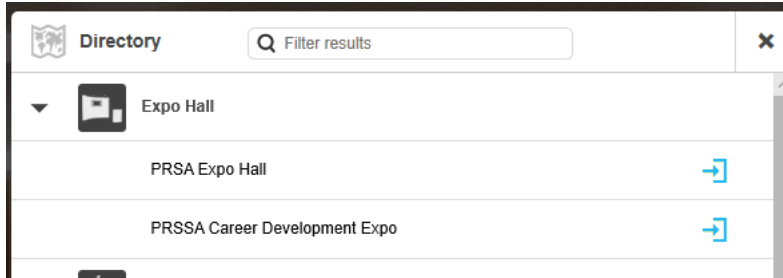 Directory
Filter results
Expo Hall
PRSA Expo Hall
PRSSA Career Development Expo